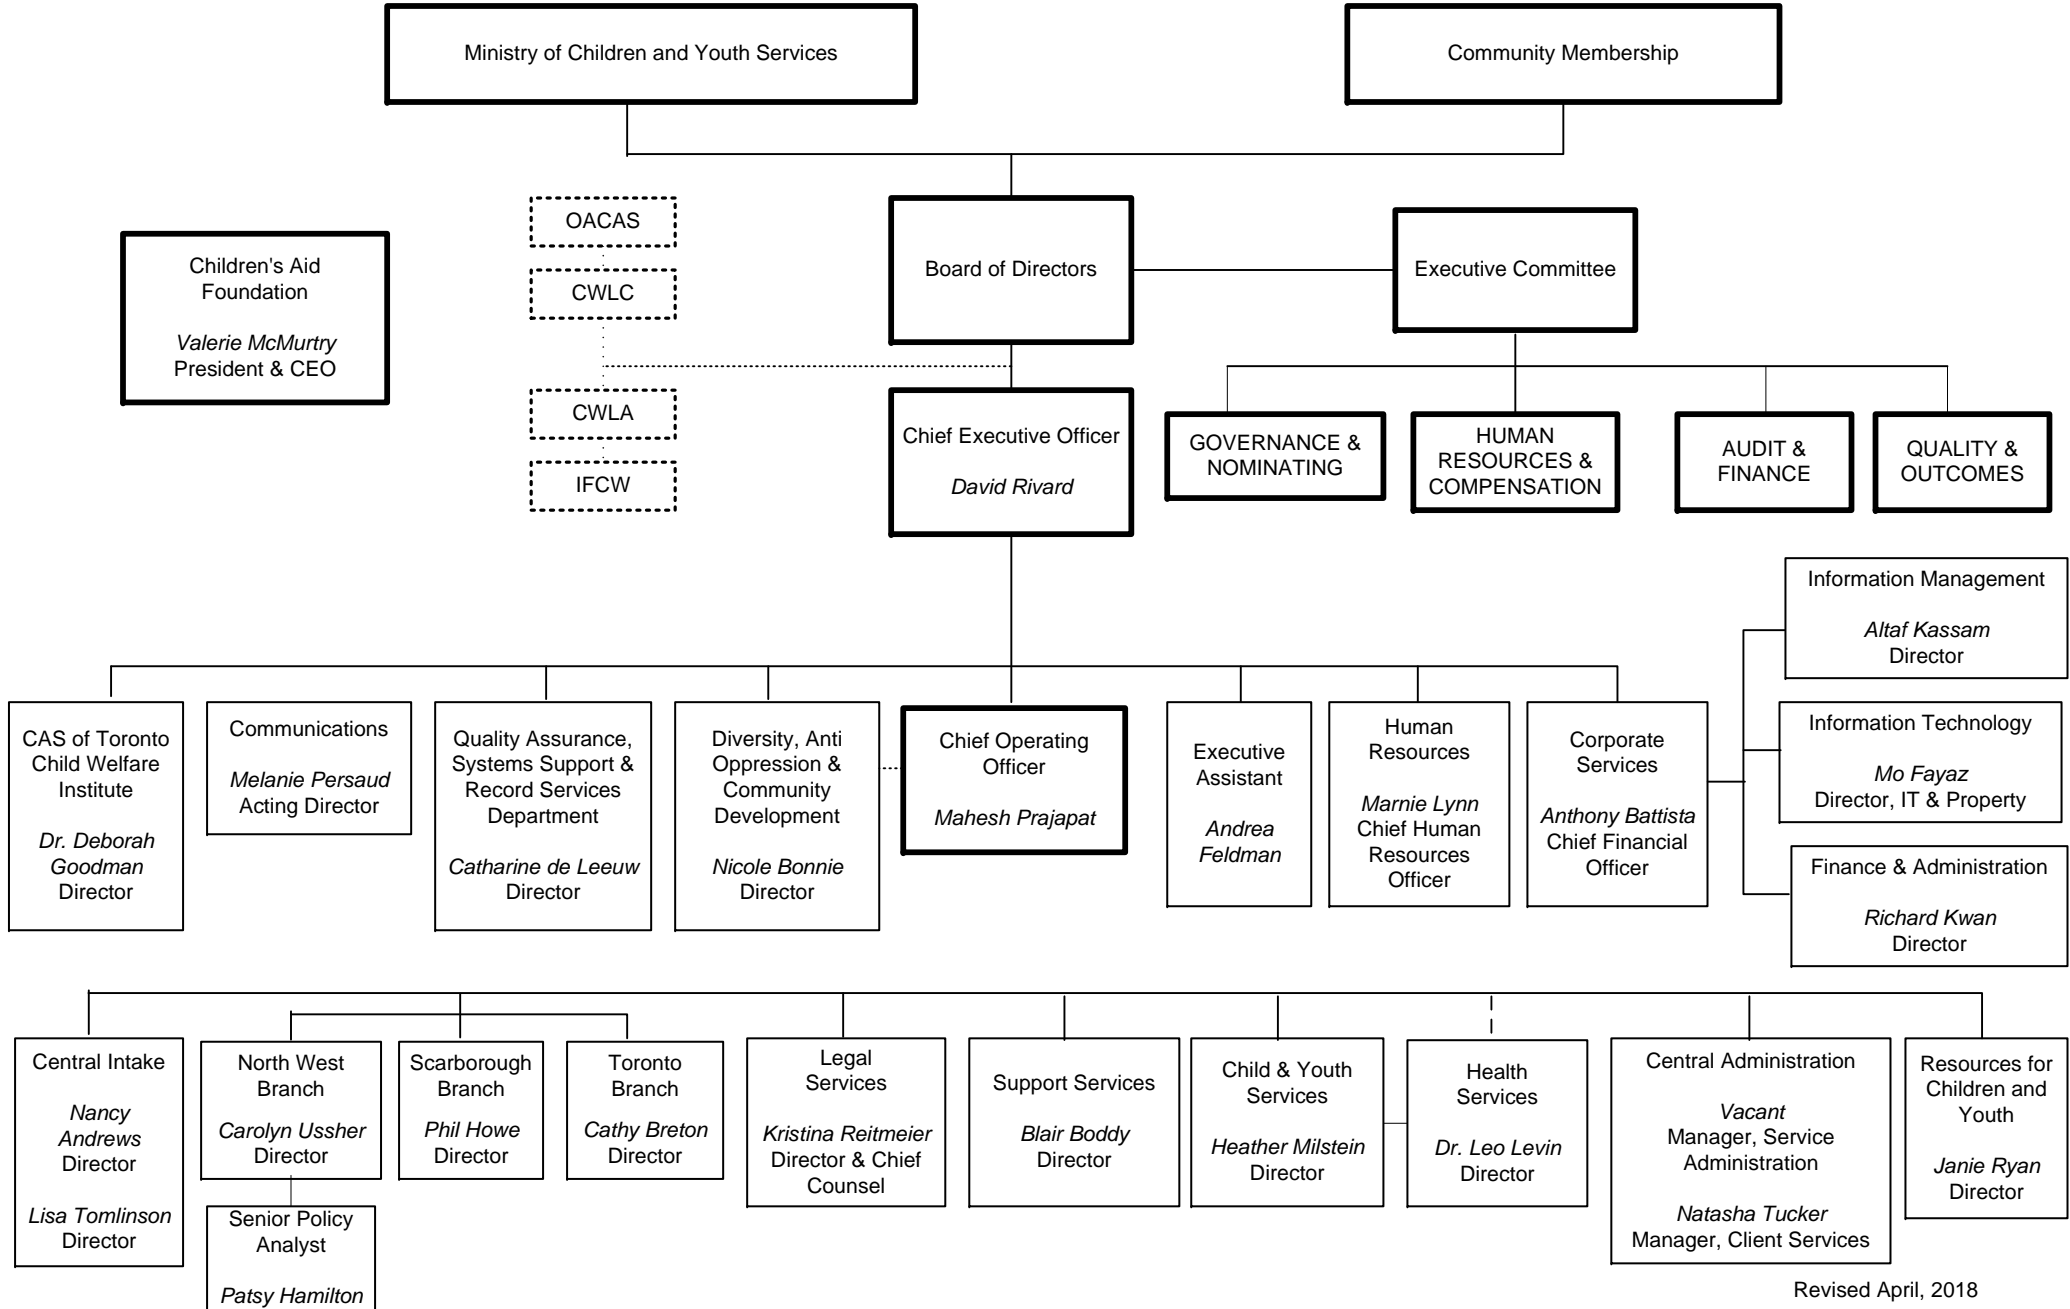 Ministry of Children and Youth Services
Community Membership
OACAS
CWLC
CWLA
IFCW
Children's Aid
Foundation
Valerie McMurtry
President & CEO
Board of Directors
Executive Committee
Chief Executive Officer
David Rivard
GOVERNANCE &
NOMINATING
HUMAN
RESOURCES &
COMPENSATION
AUDIT &
FINANCE
QUALITY &
OUTCOMES
Information Management
Altaf Kassam
Director
Information Technology
Mo Fayaz
Director, IT & Property
Finance & Administration
Richard Kwan
Director
CAS of Toronto
Child Welfare
Institute
Dr. Deborah
Goodman
Director
Communications
Melanie Persaud
Acting Director
Quality Assurance,
Systems Support &
Record Services
Department
Catharine de Leeuw
Director
Diversity, Anti
Oppression &
Community
Development
Nicole Bonnie
Director
Chief Operating
Officer
Mahesh Prajapat
Executive
Assistant
Andrea
Feldman
Human
Resources
Marnie Lynn
Chief Human
Resources
Officer
Corporate
Services
Anthony Battista
Chief Financial
Officer
Central Intake
Nancy
Andrews
Director
Lisa Tomlinson
Director
North West
Branch
Carolyn Ussher
Director
Senior Policy
Analyst
Patsy Hamilton
Scarborough
Branch
Phil Howe
Director
Toronto
Branch
Cathy Breton
Director
Legal
Services
Kristina Reitmeier
Director & Chief
Counsel
Support Services
Blair Boddy
Director
Child & Youth
Services
Heather Milstein
Director
Health
Services
Dr. Leo Levin
Director
Central Administration
Vacant
Manager, Service
Administration
Natasha Tucker
Manager, Client Services
Resources for
Children and
Youth
Janie Ryan
Director
Revised April, 2018